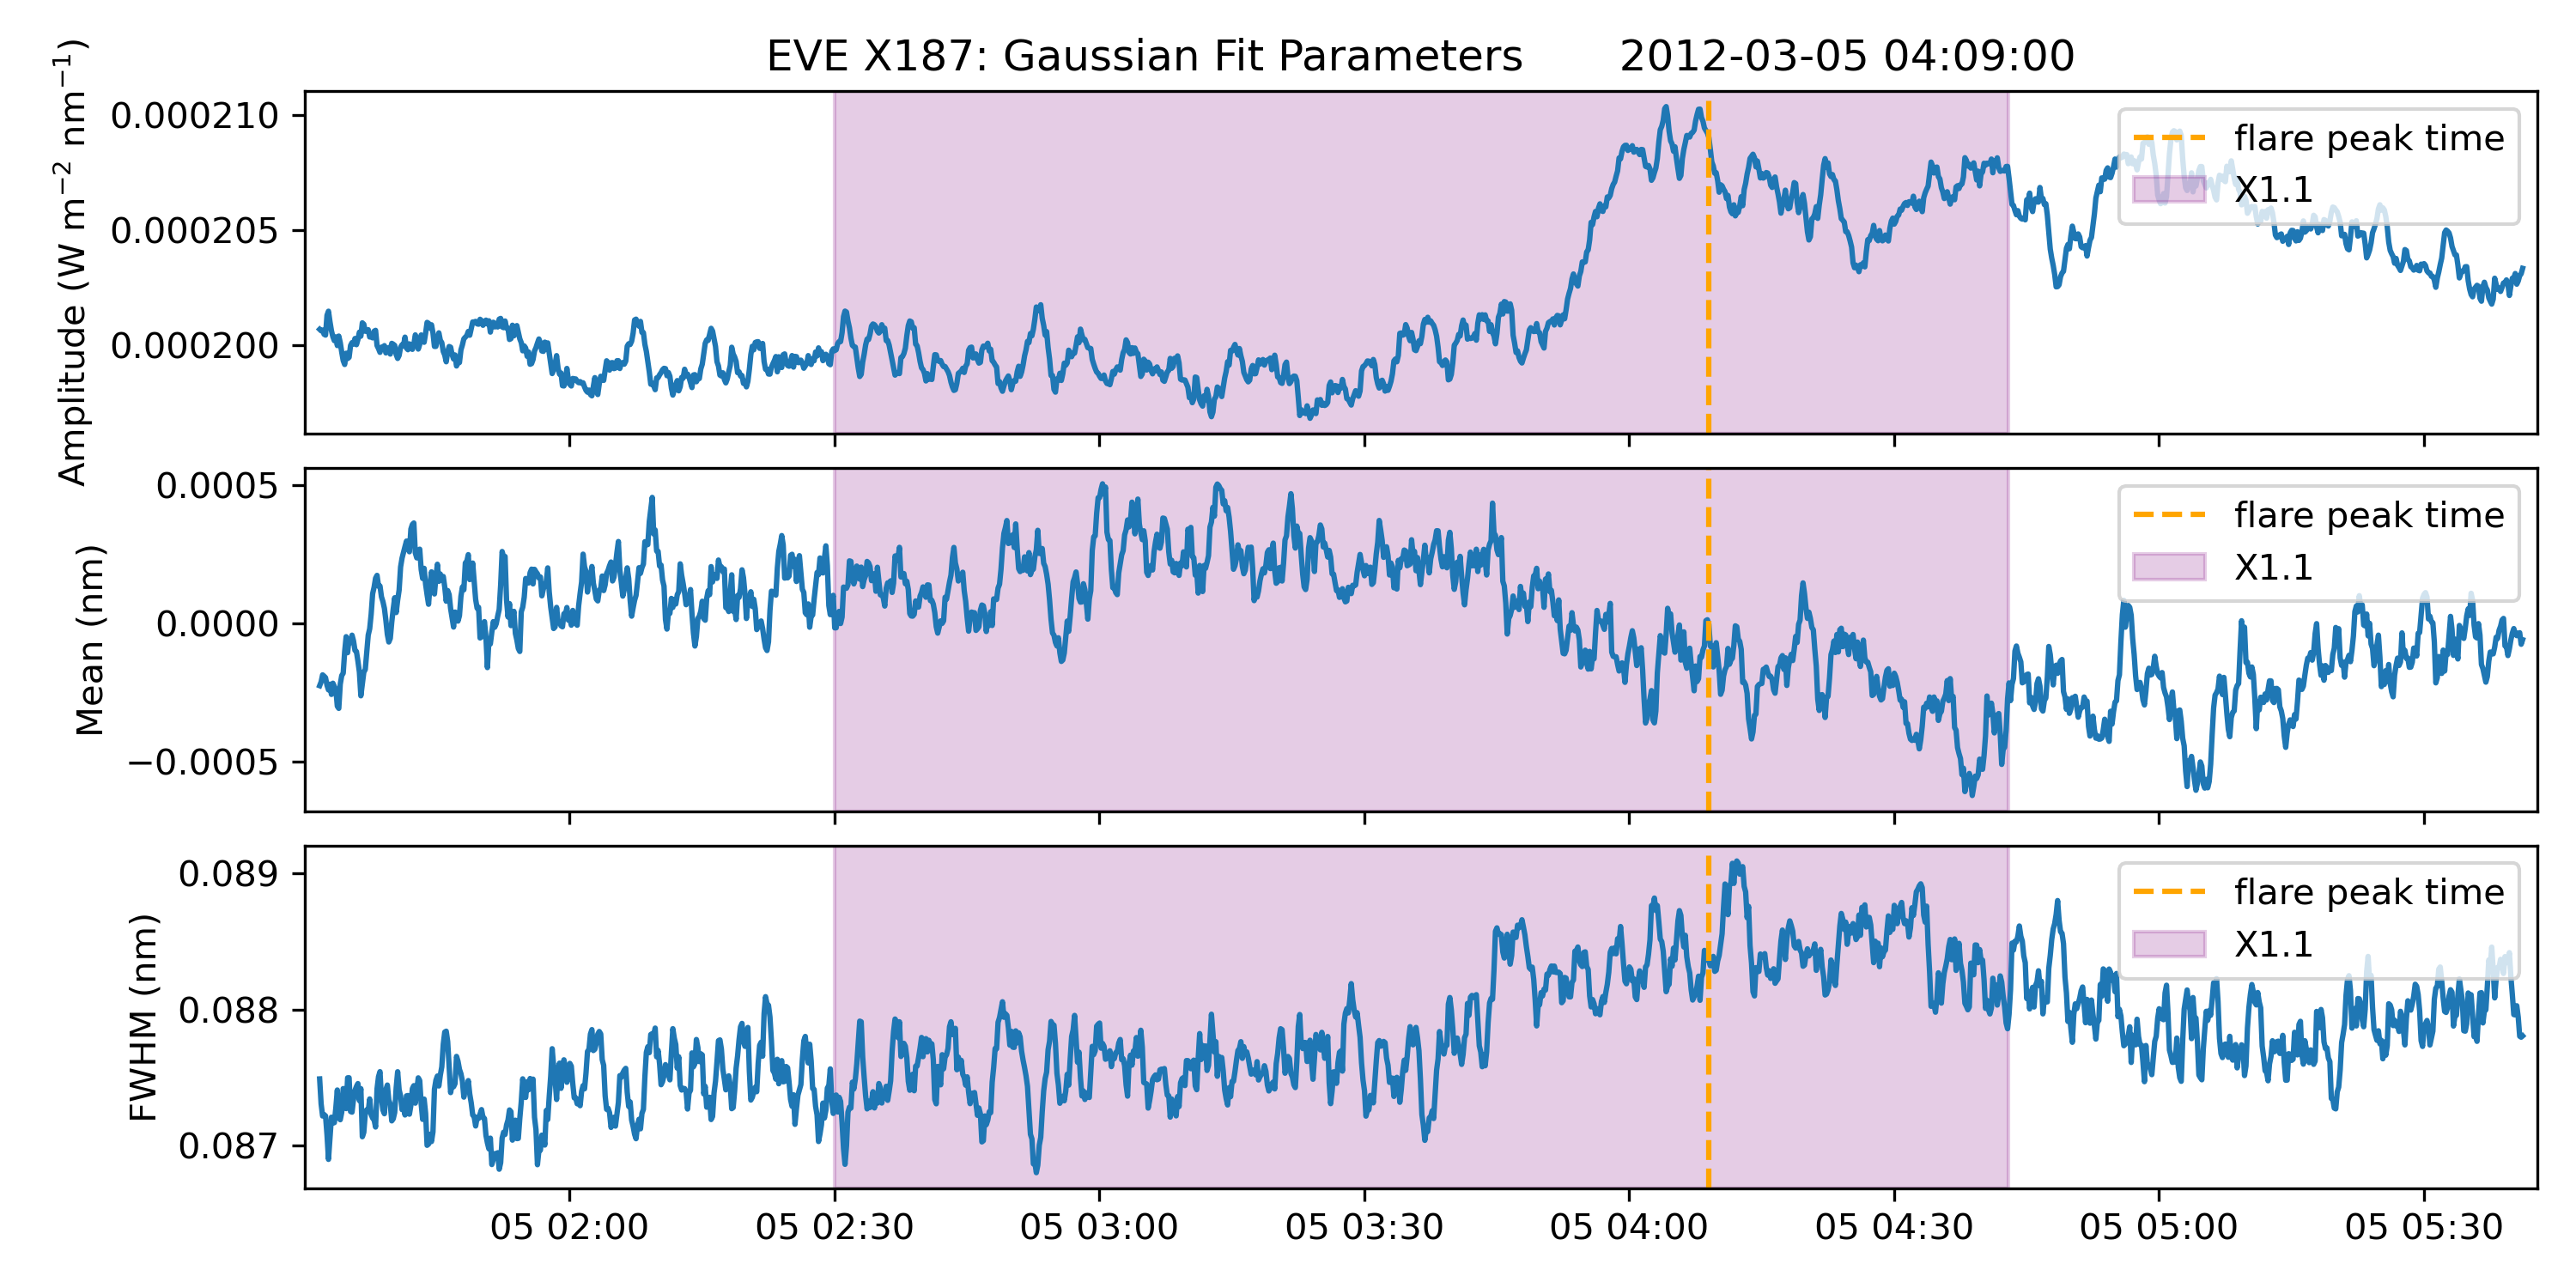 EVE X187: Gaussian Fit Parameters 2012-03-05 04:09:00
Amplitude (W m⁻² nm⁻¹)
0.000210
0.000205
0.000200
flare peak time
X1.1
Mean (nm)
0.0005
0.0000
−0.0005
flare peak time
X1.1
FWHM (nm)
0.089
0.088
0.087
flare peak time
X1.1
05 02:00 05 02:30 05 03:00 05 03:30 05 04:00 05 04:30 05 05:00 05 05:30